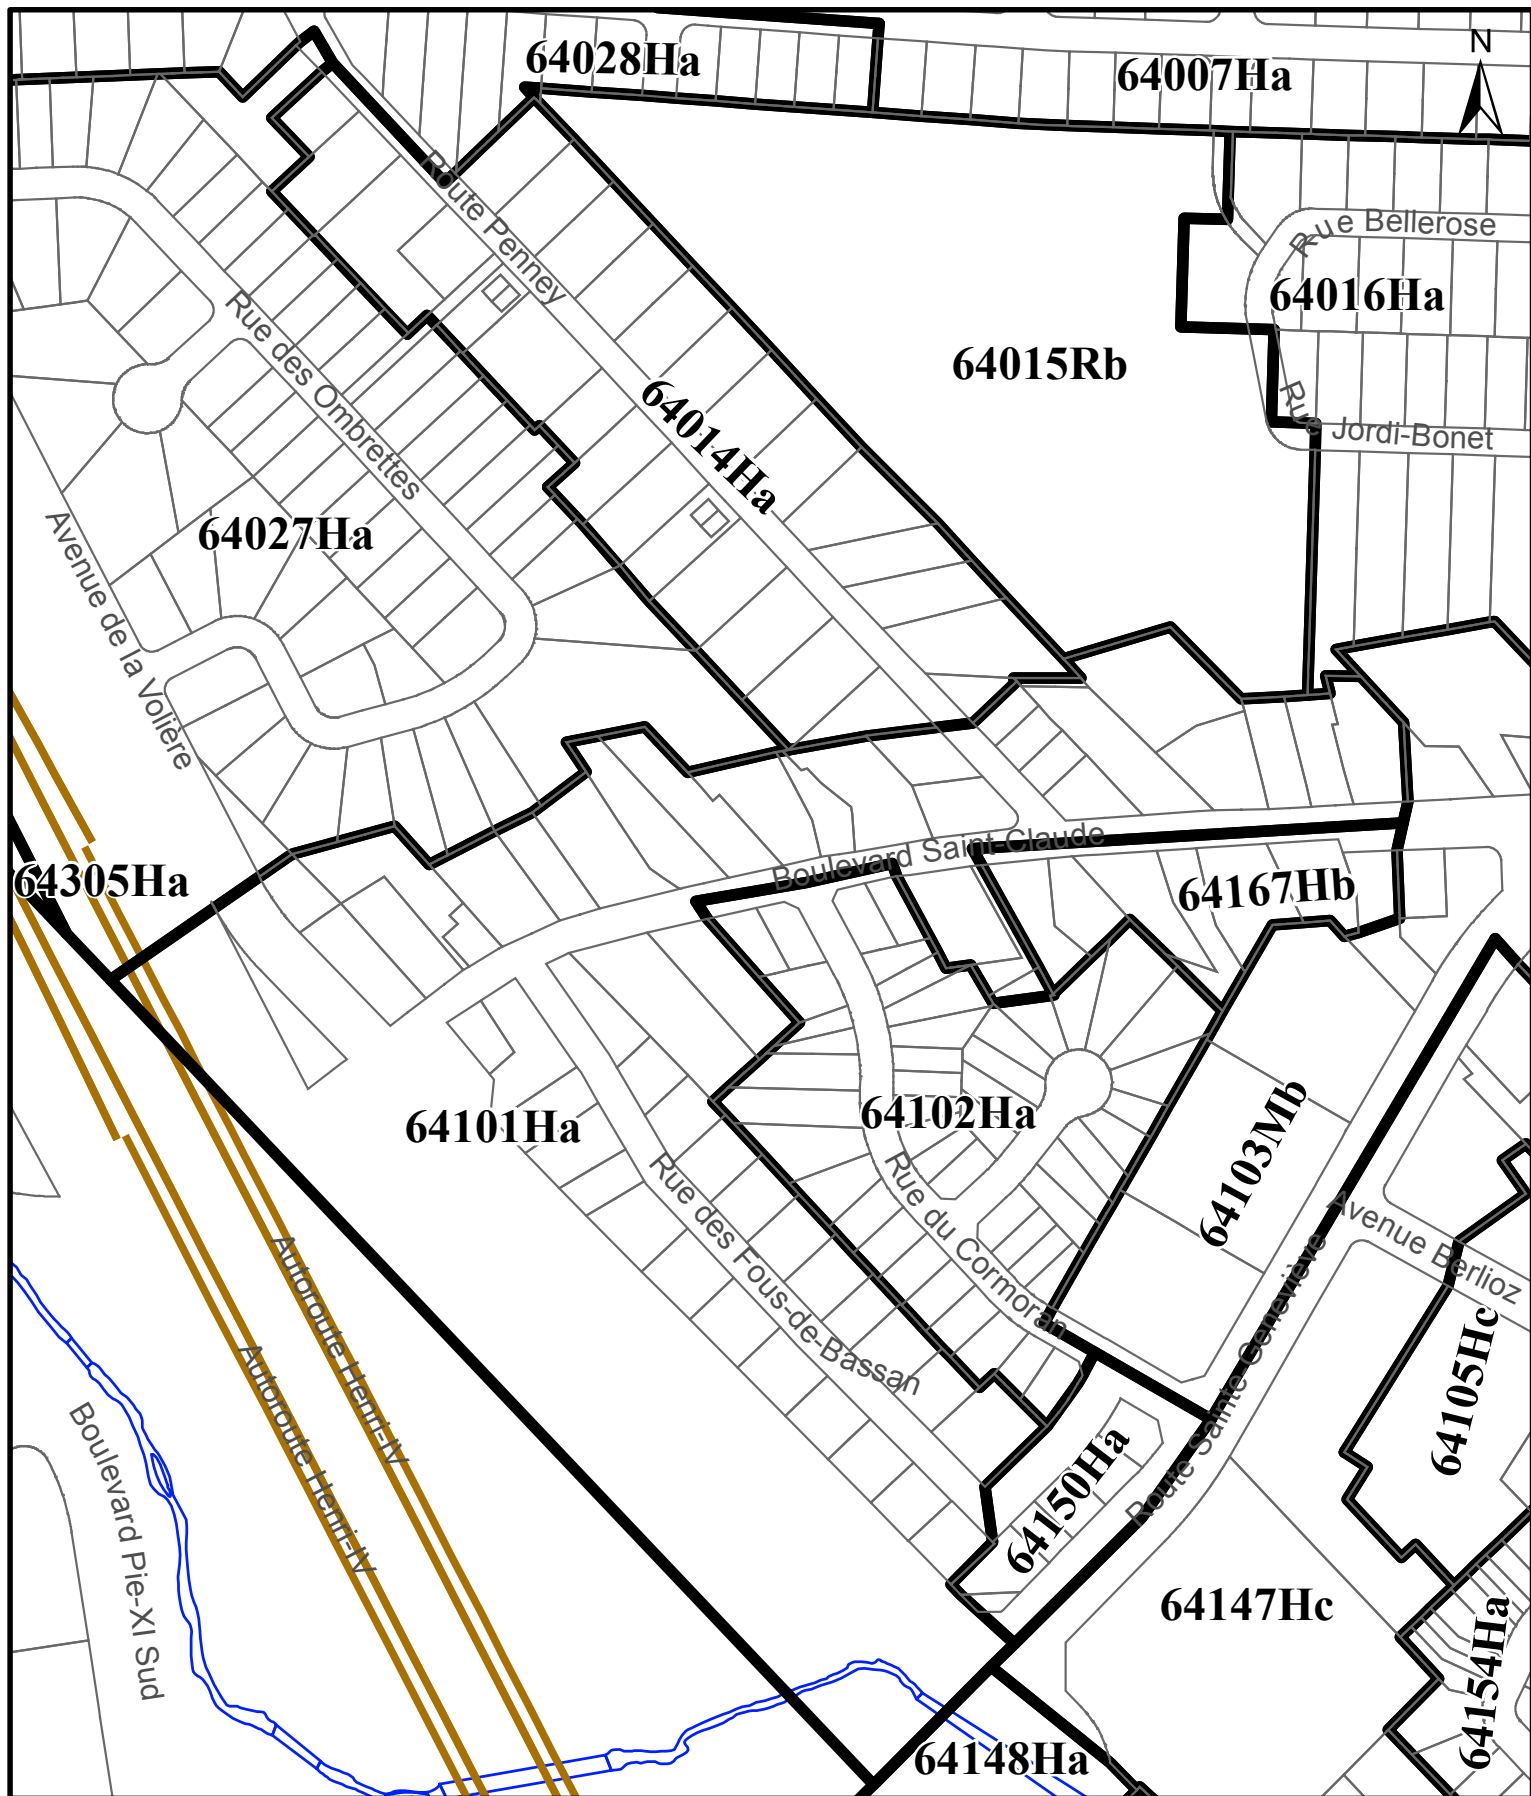 N
64028Ha
64007Ha
Route Penney
Rue Bellerose
64016Ha
64015Rb
Rue des Ombrettes
64014Ha
Rue Jordi-Bonet
64027Ha
Avenue de la Volière
Boulevard Saint-Claude
64305Ha
64167Hb
64101Ha
64102Ha
64103Mb
Rue des Fous-de-Bassan
Rue du Cormoran
Avenue Berlioz
Autoroute Henri-IV
Autoroute Henri-IV
Route Sainte-Geneviève
64105Hc
Boulevard Pie-XI Sud
64150Ha
64147Hc
64154Ha
64148Ha